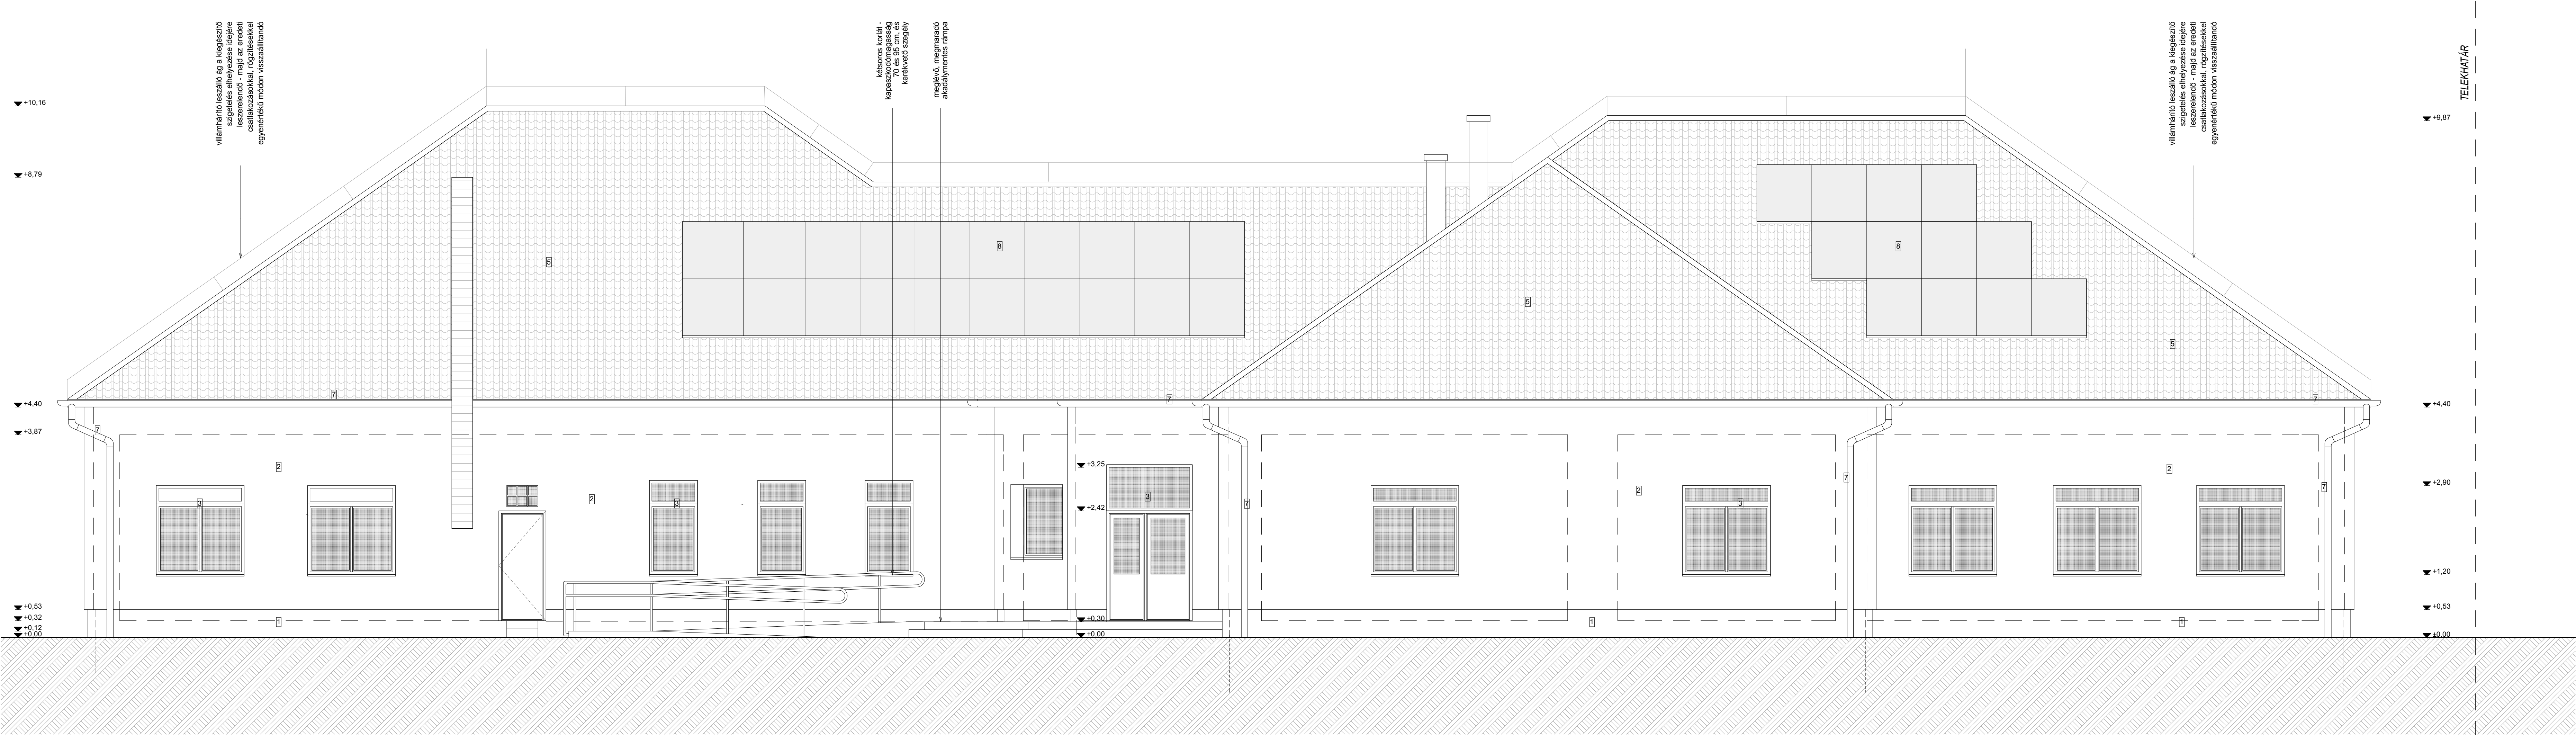 villámhárító leszálló ág a kiegészítő
szigetelés elhelyezése idejére
leszerelendő - majd az eredeti
csatlakozásokkal, rögzítésekkel
egyenértékű módon visszaállítandó
kétsoros korlát -
kapaszkodómagasság
70 és 95 cm, és
kerékvető szegély
meglévő, megmaradó
akadálymentes rámpa
villámhárító leszálló ág a kiegészítő
szigetelés elhelyezése idejére
leszerelendő - majd az eredeti
csatlakozásokkal, rögzítésekkel
egyenértékű módon visszaállítandó
TELEKHATÁR
+10,16
+8,79
+4,40
+3,87
+0,53
+0,32
+0,12
+0,00
+3,25
+2,42
+0,30
+0,00
+9,87
+4,40
+2,90
+1,20
+0,53
+0,00
5
8
5
8
5
7
7
7
7
2
3
2
3
3
7
2
3
7
2
7
1
1
1